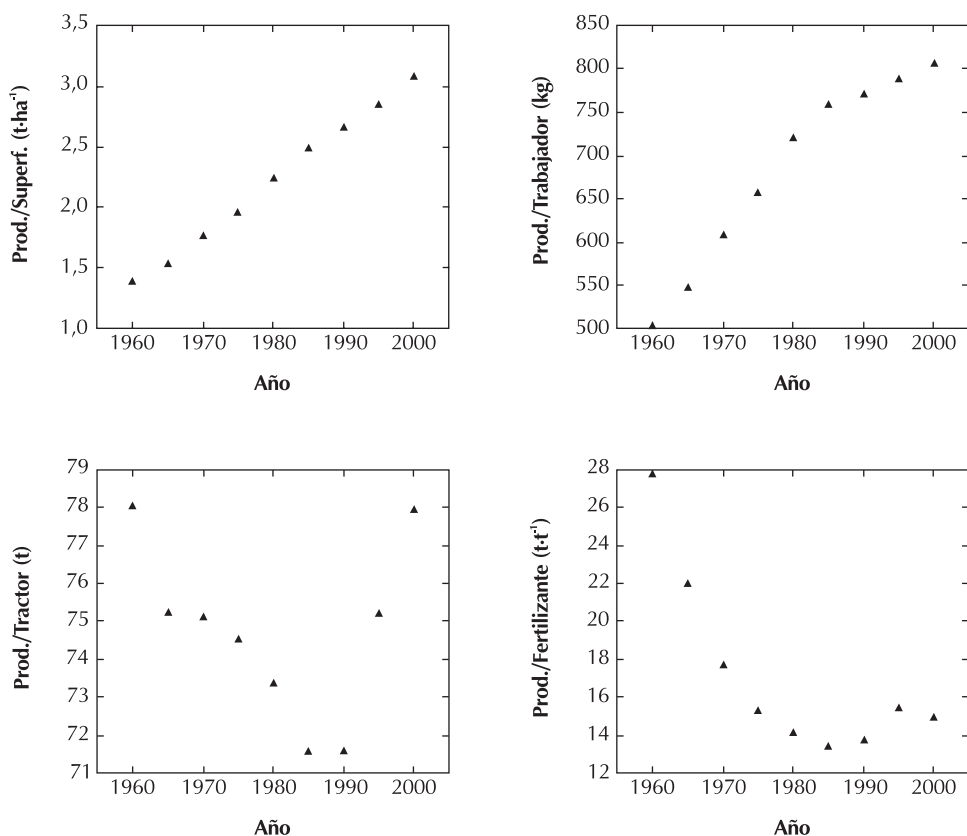 Prod./Superf. (t·ha⁻¹)
3,5
3,0
2,5
2,0
1,5
1,0
1960 1970 1980 1990 2000
Año
Prod./Trabajador (kg)
850
800
750
700
650
600
550
500
1960 1970 1980 1990 2000
Año
Prod./Tractor (t)
79
78
77
76
75
74
73
72
71
1960 1970 1980 1990 2000
Año
Prod./Fertilizante (t·t⁻¹)
28
26
24
22
20
18
16
14
12
1960 1970 1980 1990 2000
Año